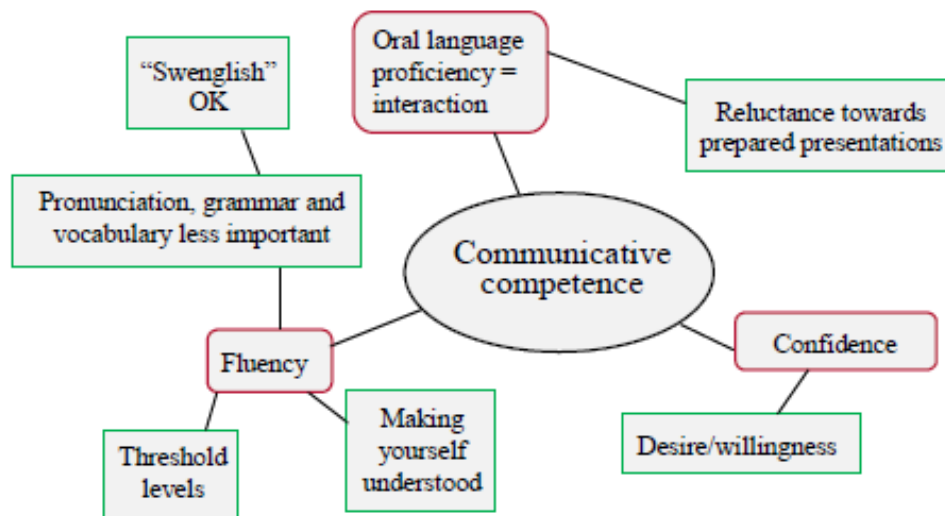 Oral language
proficiency =
interaction
“Swenglish”
OK
Reluctance towards
prepared presentations
Pronunciation, grammar and
vocabulary less important
Communicative
competence
Confidence
Fluency
Making
yourself
understood
Desire/willingness
Threshold
levels